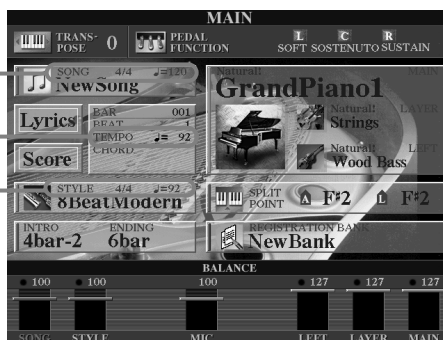 MAIN
TRANS-
POSE 0
PEDAL
FUNCTION
L C R
SOFT SOSTENUTO SUSTAIN
SONG 4/4 ♩=120
NewSong
Lyrics
BAR 001
BEAT 1
TEMPO ♩= 92
CHORD
Score
STYLE 4/4 ♩=92
8BeatModern
INTRO ENDING
4bar-2 6bar
Natural! MAIN
GrandPiano1
Natural! LAYER
Strings
Natural! LEFT
Wood Bass
SPLIT
POINT A F♯2 L F♯2
REGISTRATION BANK
NewBank
BALANCE
100 100 100 127 127 127
SONG STYLE MIC LEFT LAYER MAIN